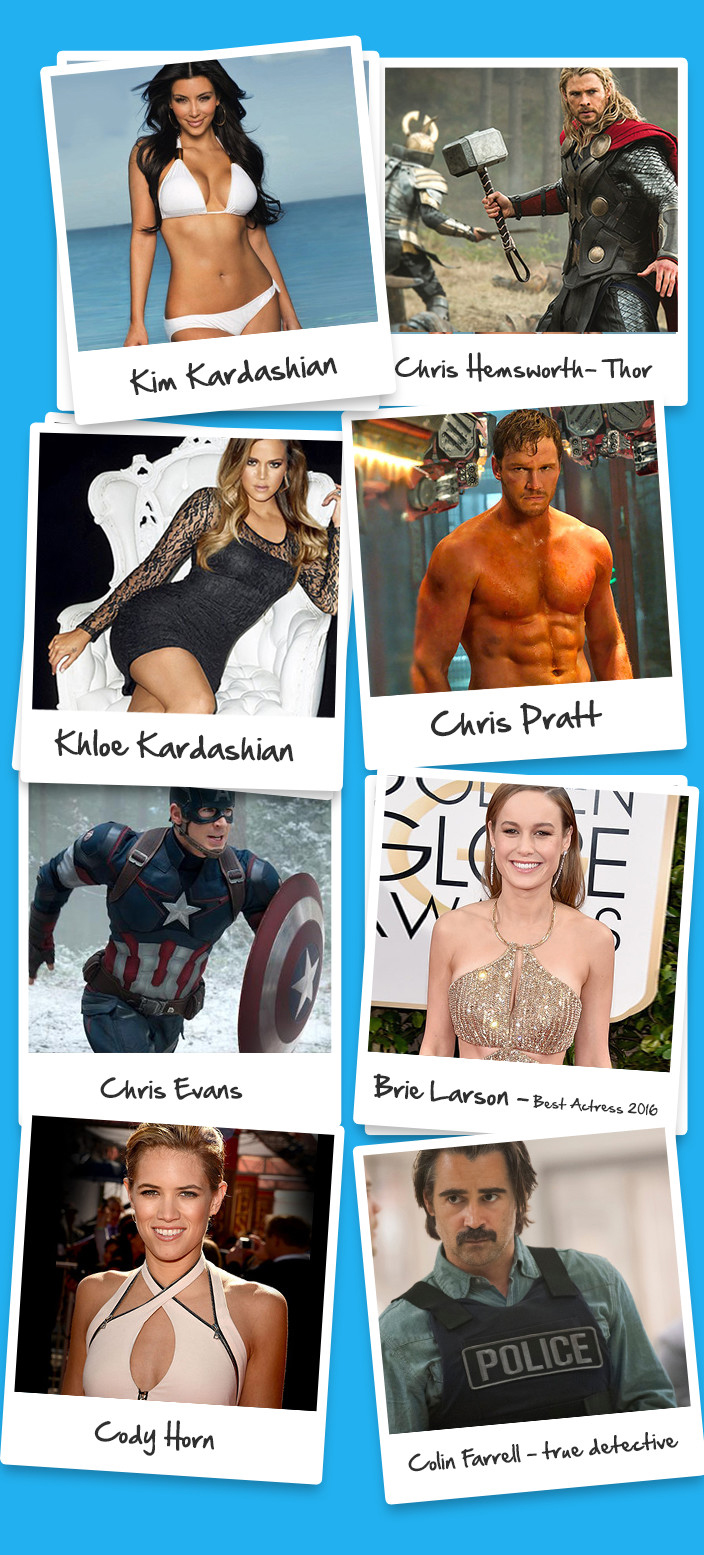 Kim Kardashian
Chris Hemsworth- Thor
Khloe Kardashian
Chris Pratt
Chris Evans
GOLDEN
GLOBE
AWARDS
Brie Larson - Best Actress 2016
Cody Horn
POLICE
Colin Farrell - true detective